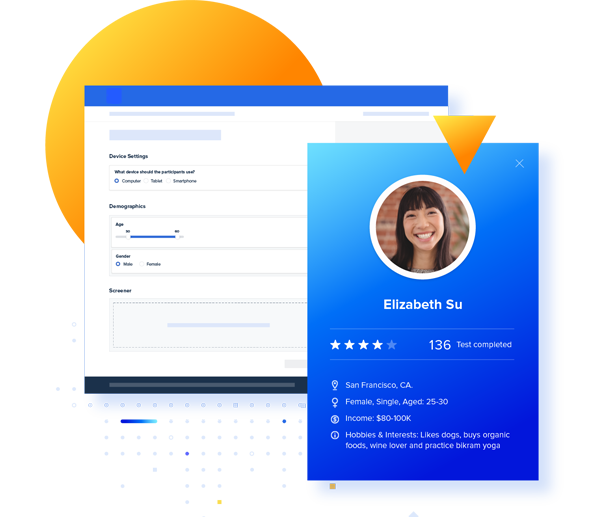 Device Settings
What device should the participants use?
Computer Tablet Smartphone
Demographics
Age
Gender
Male Female
Screener
Elizabeth Su
136 Test completed
San Francisco, CA.
Female, Single, Aged: 25-30
Income: $80-100K
Hobbies & Interests: Likes dogs, buys organic
foods, wine lover and practice bikram yoga